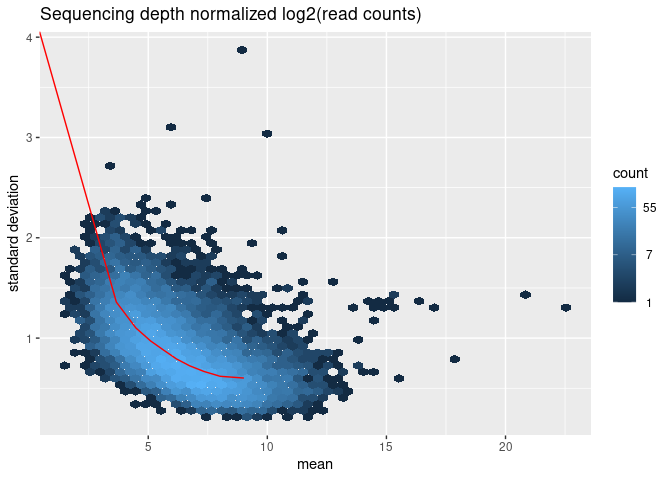 Sequencing depth normalized log2(read counts)
4
3
2
1
standard deviation
5
10
15
20
mean
count
55
7
1